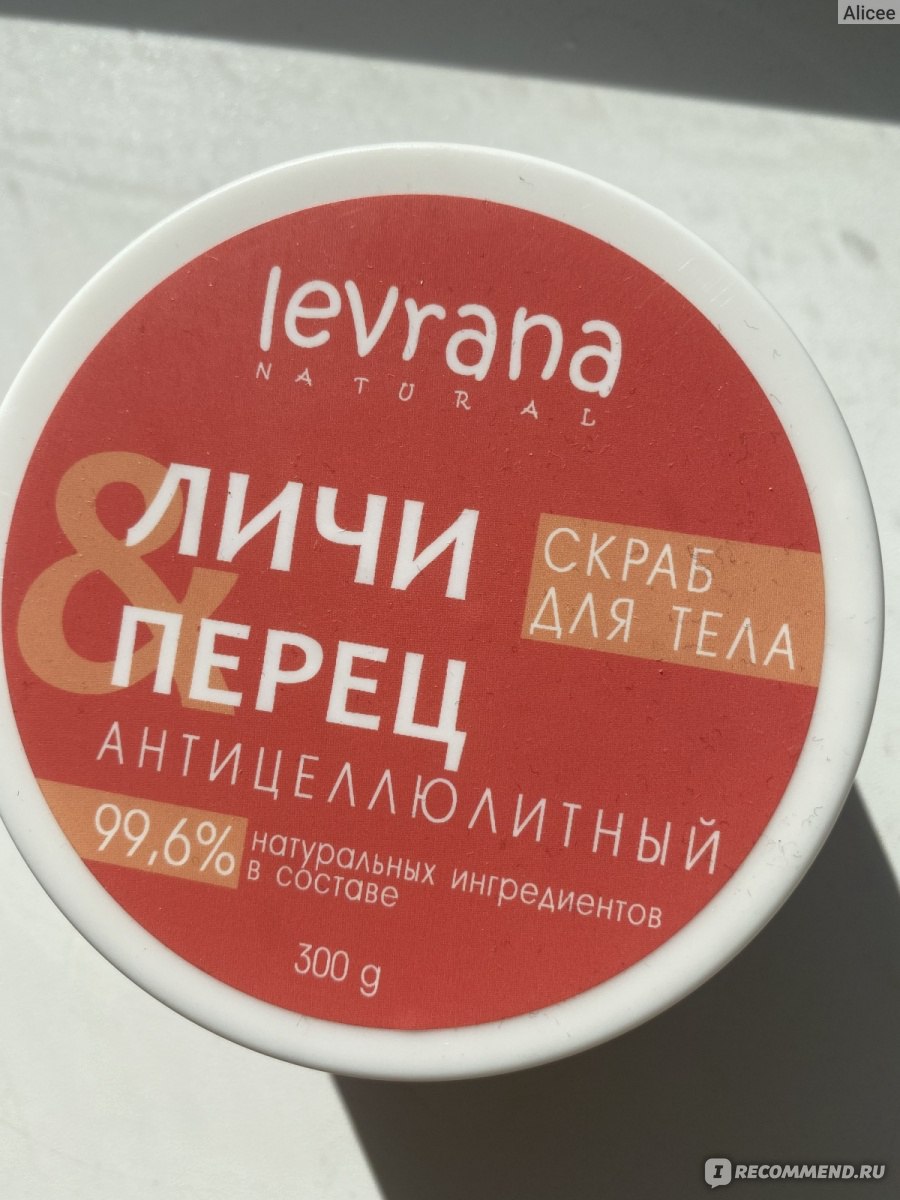 Alicee
levrana
NATURAL
ЛИЧИ
&
ПЕРЕЦ
СКРАБ
ДЛЯ ТЕЛА
АНТИЦЕЛЛЮЛИТНЫЙ
99,6%
натуральных ингредиентов
в составе
300 g
IRECOMMEND.RU